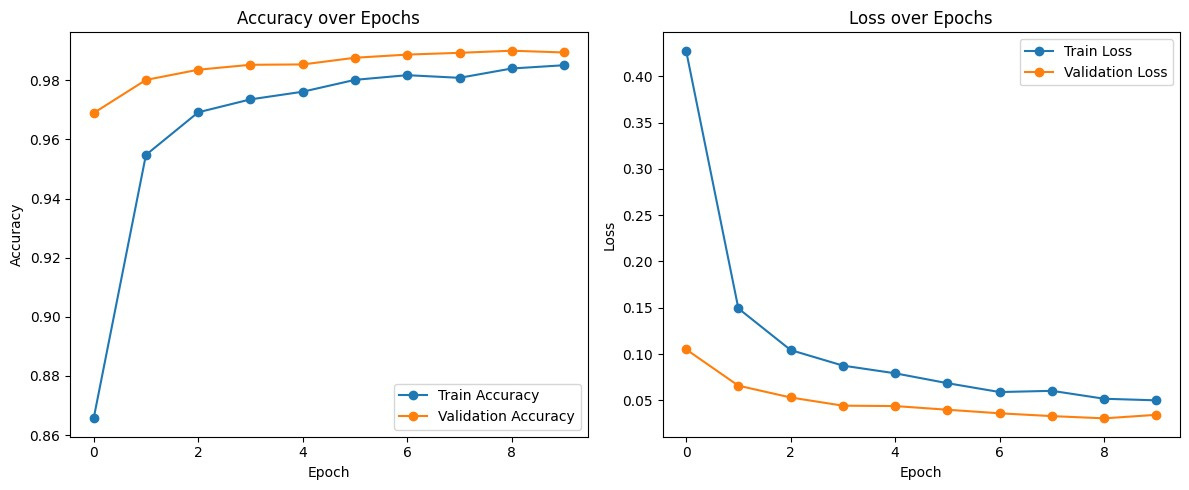 Accuracy over Epochs
0.98
0.96
0.94
0.92
0.90
0.88
0.86
Accuracy
0 2 4 6 8
Epoch
Train Accuracy
Validation Accuracy
Loss over Epochs
0.40
0.35
0.30
0.25
0.20
0.15
0.10
0.05
Loss
0 2 4 6 8
Epoch
Train Loss
Validation Loss